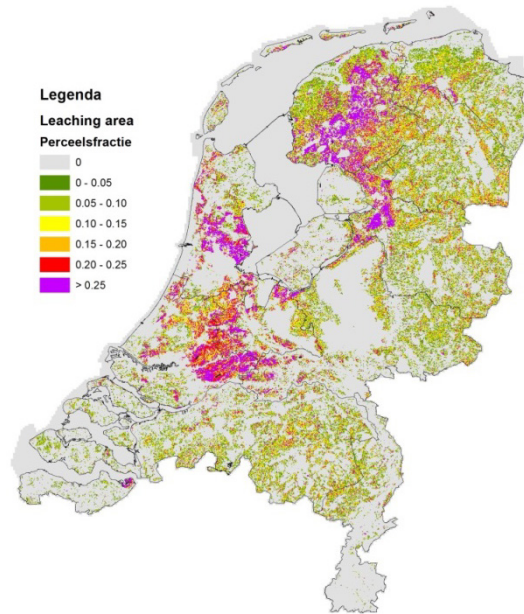 Legenda
Leaching area
Perceelsfractie
0
0 - 0.05
0.05 - 0.10
0.10 - 0.15
0.15 - 0.20
0.20 - 0.25
> 0.25